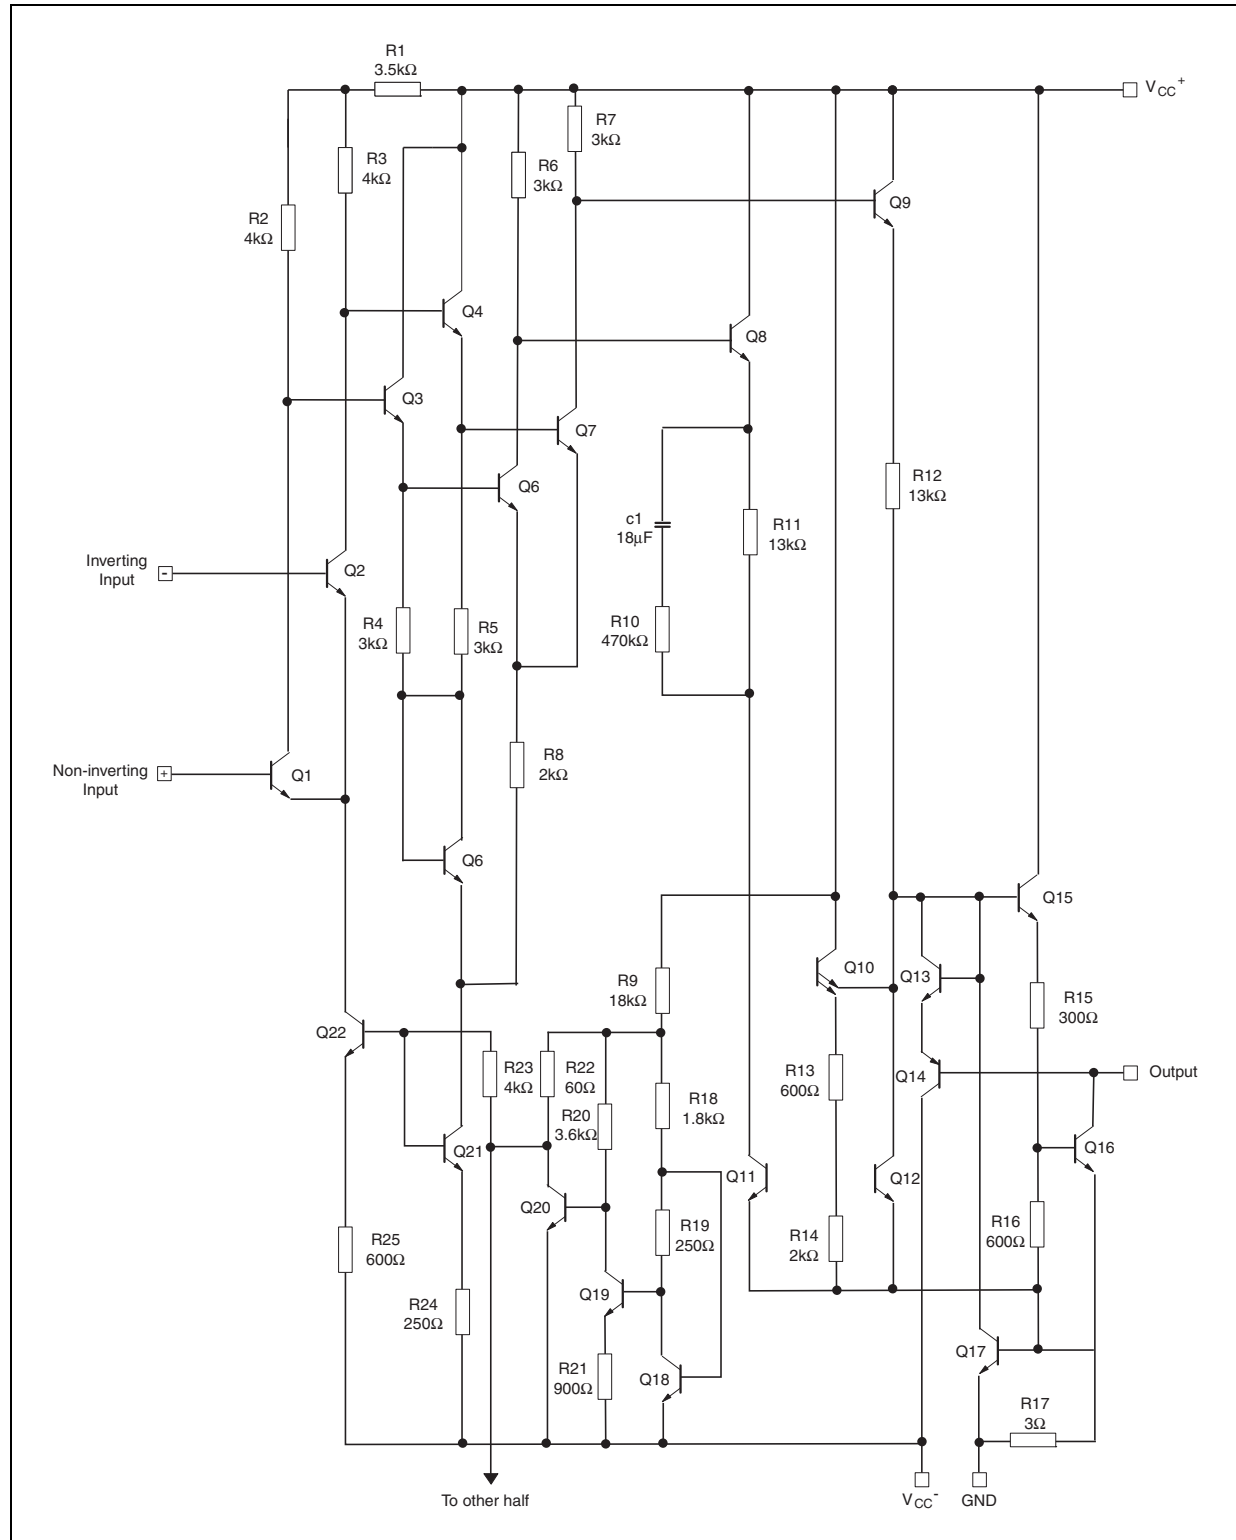 R1
3.5kΩ
VCC+
R7
3kΩ
R3
4kΩ
R6
3kΩ
Q9
R2
4kΩ
Q4
Q8
Q3
Q7
R12
13kΩ
Q6
c1
18µF
R11
13kΩ
Inverting
Input
-
Q2
R4
3kΩ
R5
3kΩ
R10
470kΩ
R8
2kΩ
Non-inverting
Input
+
Q1
Q6
Q15
R9
18kΩ
Q10
Q13
R15
300Ω
Q22
R23
4kΩ
R22
60Ω
R13
600Ω
Q14
Output
R18
1.8kΩ
R20
3.6kΩ
Q21
Q16
Q11
Q12
Q20
R19
250Ω
R14
2kΩ
R16
600Ω
R25
600Ω
Q19
R24
250Ω
Q17
R21
900Ω
Q18
R17
3Ω
To other half
VCC-
GND